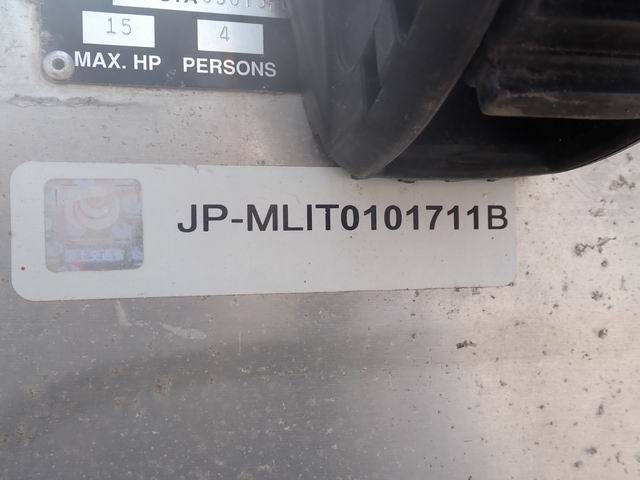 15 4
MAX. HP PERSONS
JP-MLIT0101711B